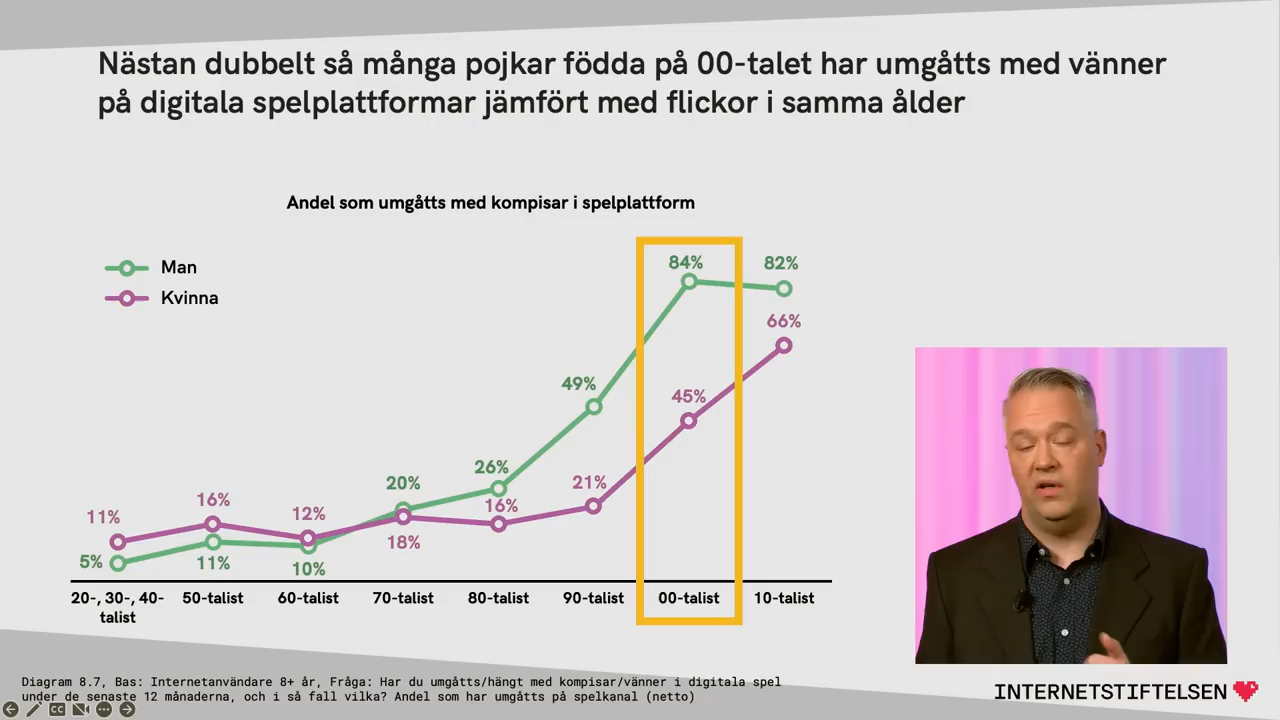 Nästan dubbelt så många pojkar födda på 00-talet har umgåtts med vänner
på digitala spelplattformar jämfört med flickor i samma ålder
Andel som umgåtts med kompisar i spelplattform
Man
Kvinna
84%
82%
66%
49%
45%
26%
20%
21%
16%
16%
12%
11%
18%
5%
11%
10%
20-, 30-, 40-
talist
50-talist
60-talist
70-talist
80-talist
90-talist
00-talist
10-talist
Diagram 8.7, Bas: Internetanvändare 8+ år, Fråga: Har du umgåtts/hängt med kompisar/vänner i digitala spel
under de senaste 12 månaderna, och i så fall vilka? Andel som har umgåtts på spelkanal (netto)
INTERNETSTIFTELSEN
CC